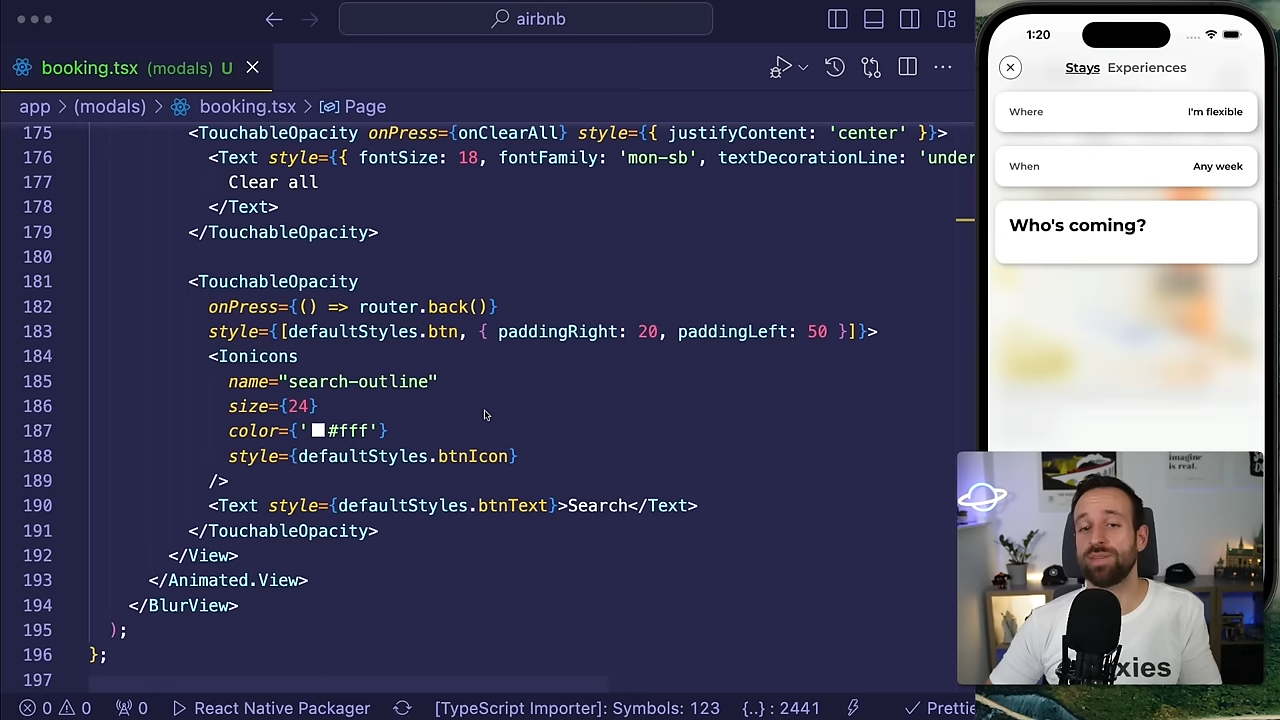 airbnb
booking.tsx (modals) U
app > (modals) > booking.tsx > Page
175 <TouchableOpacity onPress={onClearAll} style={{ justifyContent: 'center' }}>
176 <Text style={{ fontSize: 18, fontFamily: 'mon-sb', textDecorationLine: 'under
177 Clear all
178 </Text>
179 </TouchableOpacity>
180
181 <TouchableOpacity
182 onPress={() => router.back()}
183 style={[defaultStyles.btn, { paddingRight: 20, paddingLeft: 50 }]}>
184 <Ionicons
185 name="search-outline"
186 size={24}
187 color={'#fff'}
188 style={defaultStyles.btnIcon}
189 />
190 <Text style={defaultStyles.btnText}>Search</Text>
191 </TouchableOpacity>
192 </View>
193 </Animated.View>
194 </BlurView>
195 );
196 };
197
0 0 0 React Native Packager [TypeScript Importer]: Symbols: 123 {..} : 2441 Prettie
1:20
Stays Experiences
Where I'm flexible
When Any week
Who's coming?
imagine
is real.